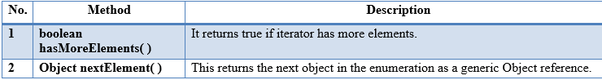 No. Method Description
1 boolean hasMoreElements( ) It returns true if iterator has more elements.
2 Object nextElement( ) This returns the next object in the enumeration as a generic Object reference.